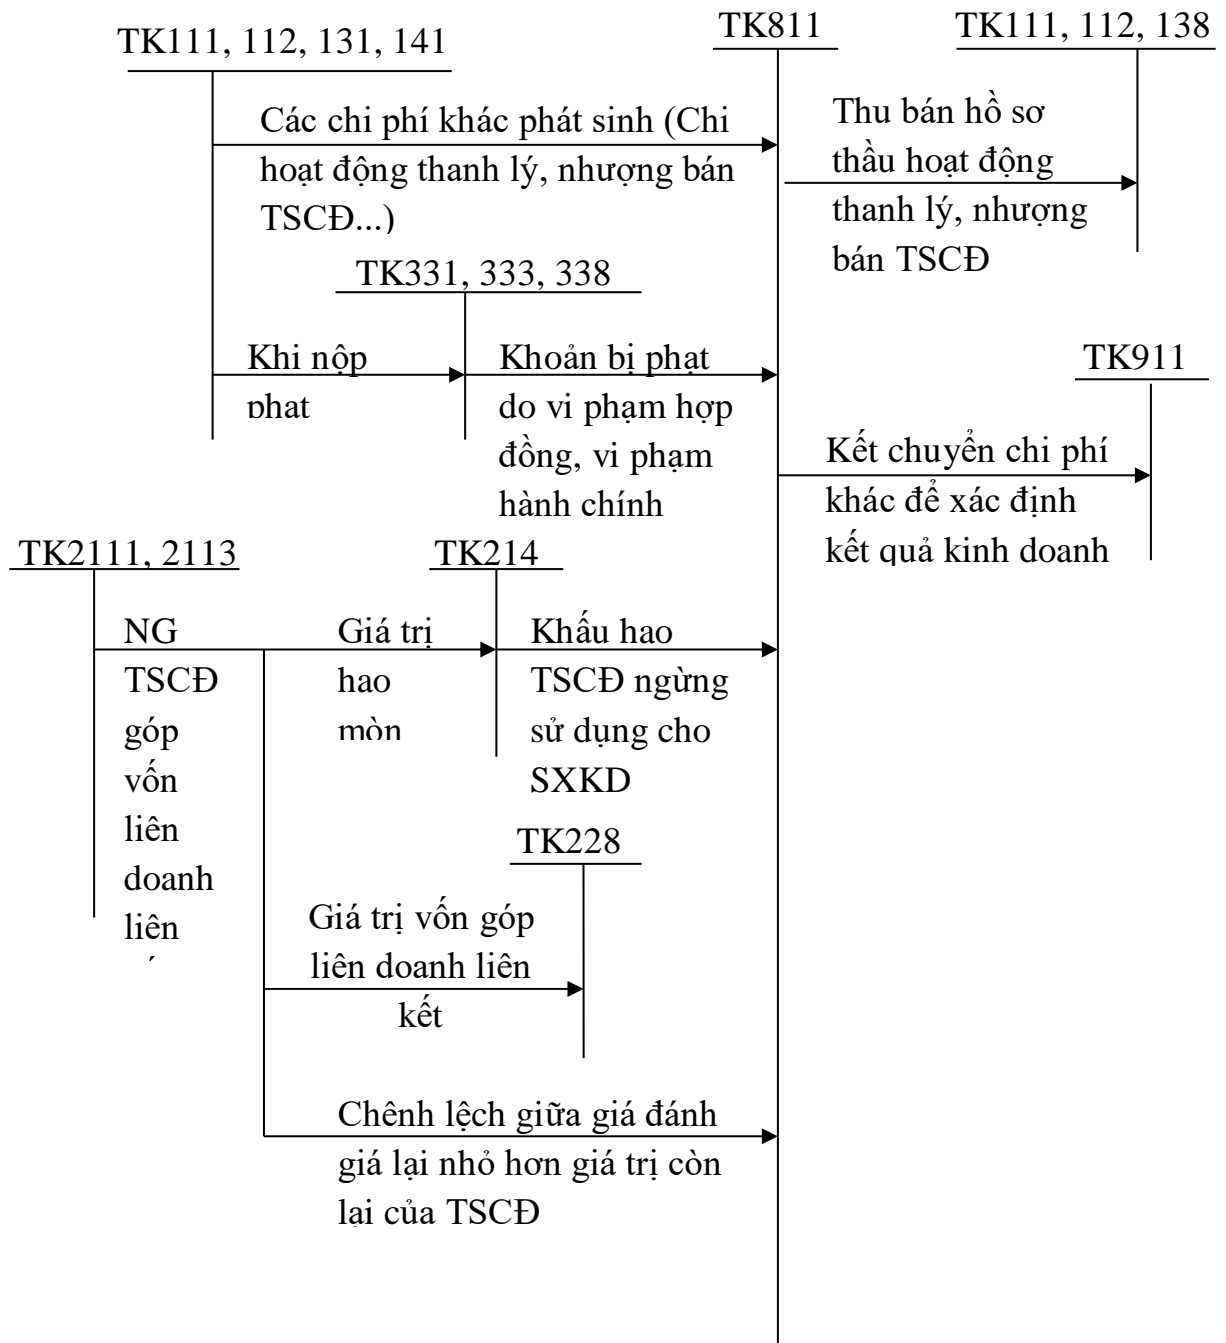 TK111, 112, 131, 141
TK811
TK111, 112, 138
Các chi phí khác phát sinh (Chi
hoạt động thanh lý, nhượng bán
TSCĐ...)
Thu bán hồ sơ
thầu hoạt động
thanh lý, nhượng
bán TSCĐ
TK331, 333, 338
Khi nộp
phạt
Khoản bị phạt
do vi phạm hợp
đồng, vi phạm
hành chính
TK911
Kết chuyển chi phí
khác để xác định
kết quả kinh doanh
TK2111, 2113
TK214
NG
TSCĐ
góp
vốn
liên
doanh
liên
Giá trị
hao
mòn
Khấu hao
TSCĐ ngừng
sử dụng cho
SXKD
TK228
Giá trị vốn góp
liên doanh liên
kết
Chênh lệch giữa giá đánh
giá lại nhỏ hơn giá trị còn
lại của TSCĐ